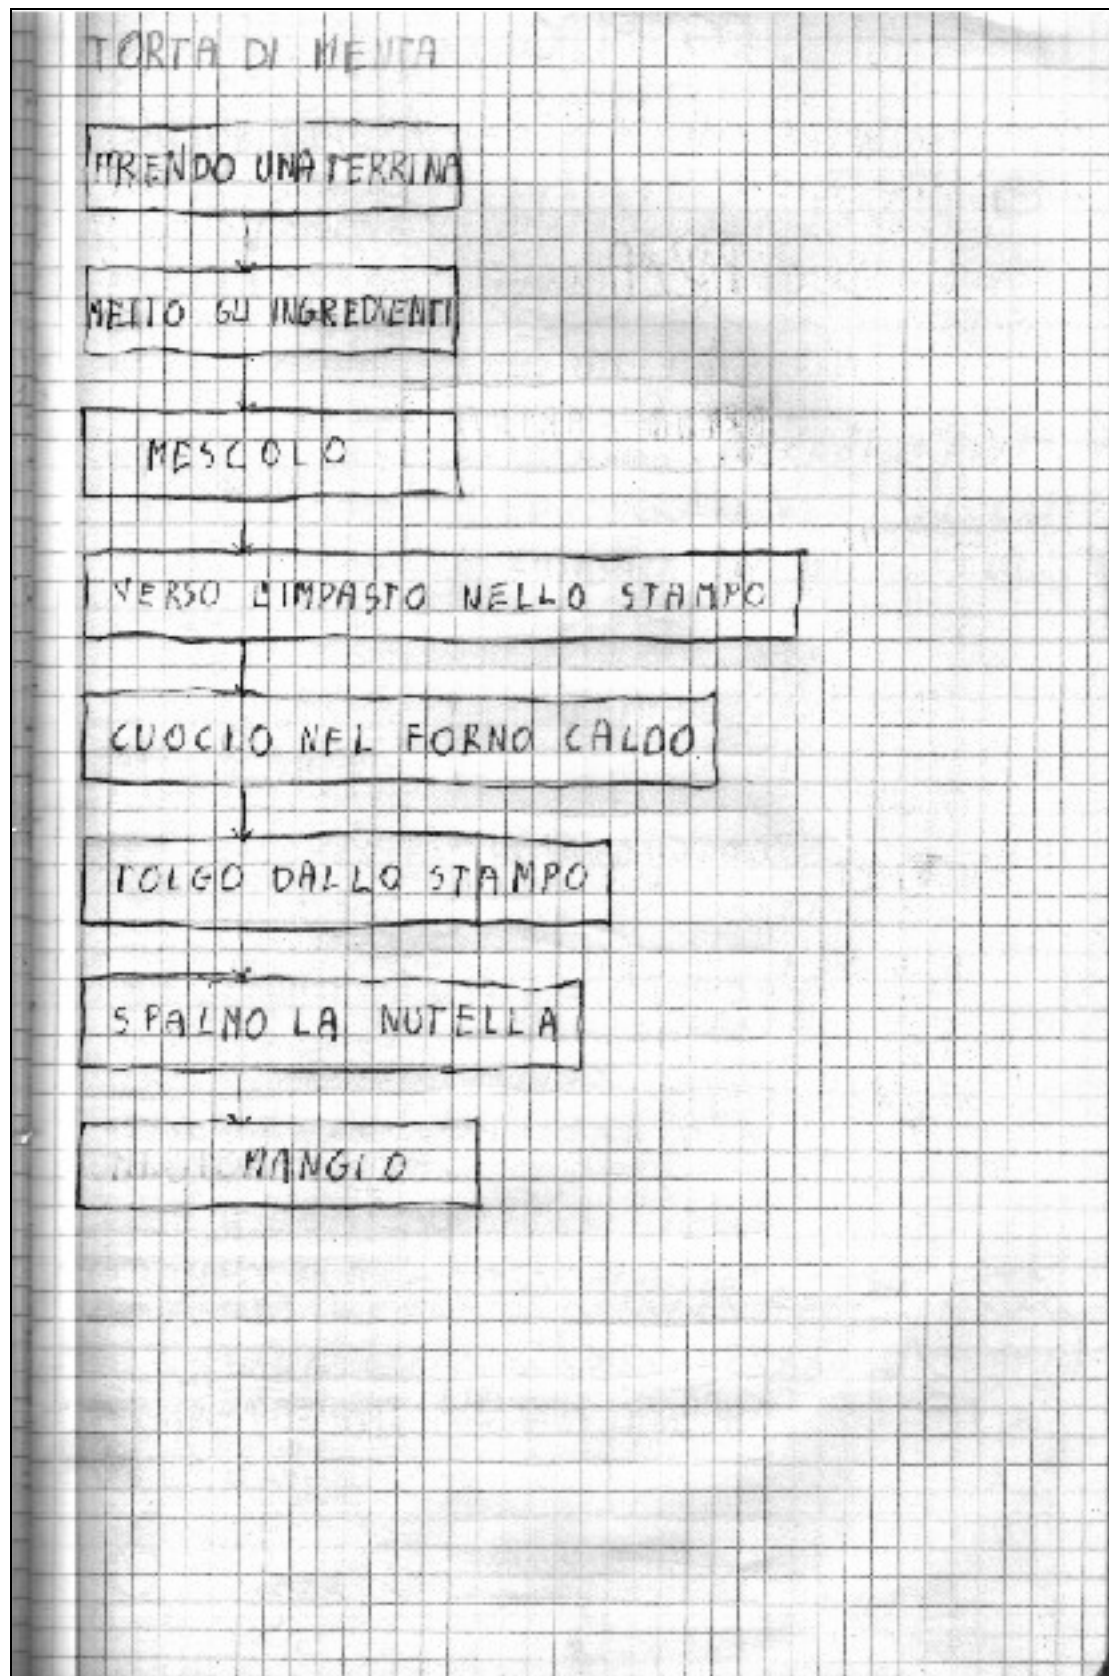 TORTA DI MENTA
PRENDO UNA TERRINA
METTO GLI INGREDIENTI
MESCOLO
VERSO L'IMPASTO NELLO STAMPO
CUOCIO NEL FORNO CALDO
TOLGO DALLO STAMPO
SPALMO LA NUTELLA
MANGIO